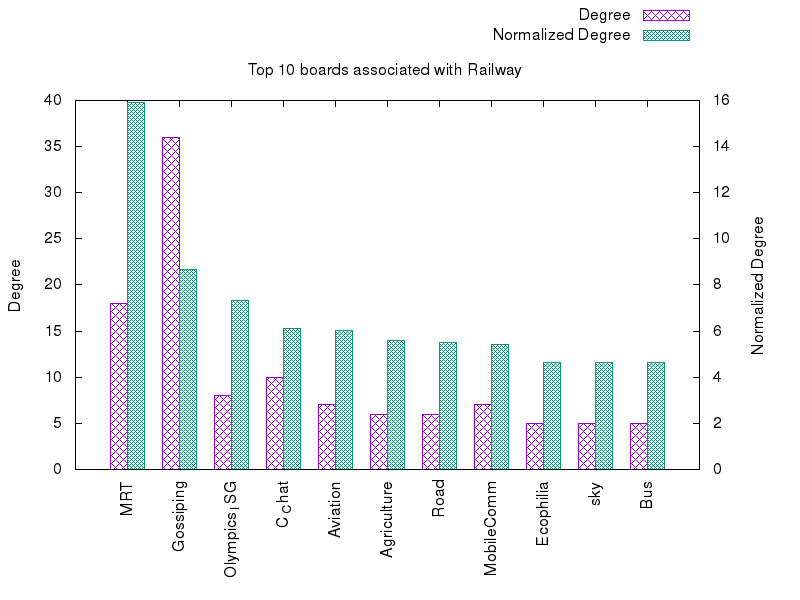 Degree
Normalized Degree
Top 10 boards associated with Railway
40
35
30
25
20
15
10
5
0
Degree
16
14
12
10
8
6
4
2
0
Normalized Degree
MRT
Gossiping
Olympics_ISG
C_Chat
Aviation
Agriculture
Road
MobileComm
Ecophilia
sky
Bus